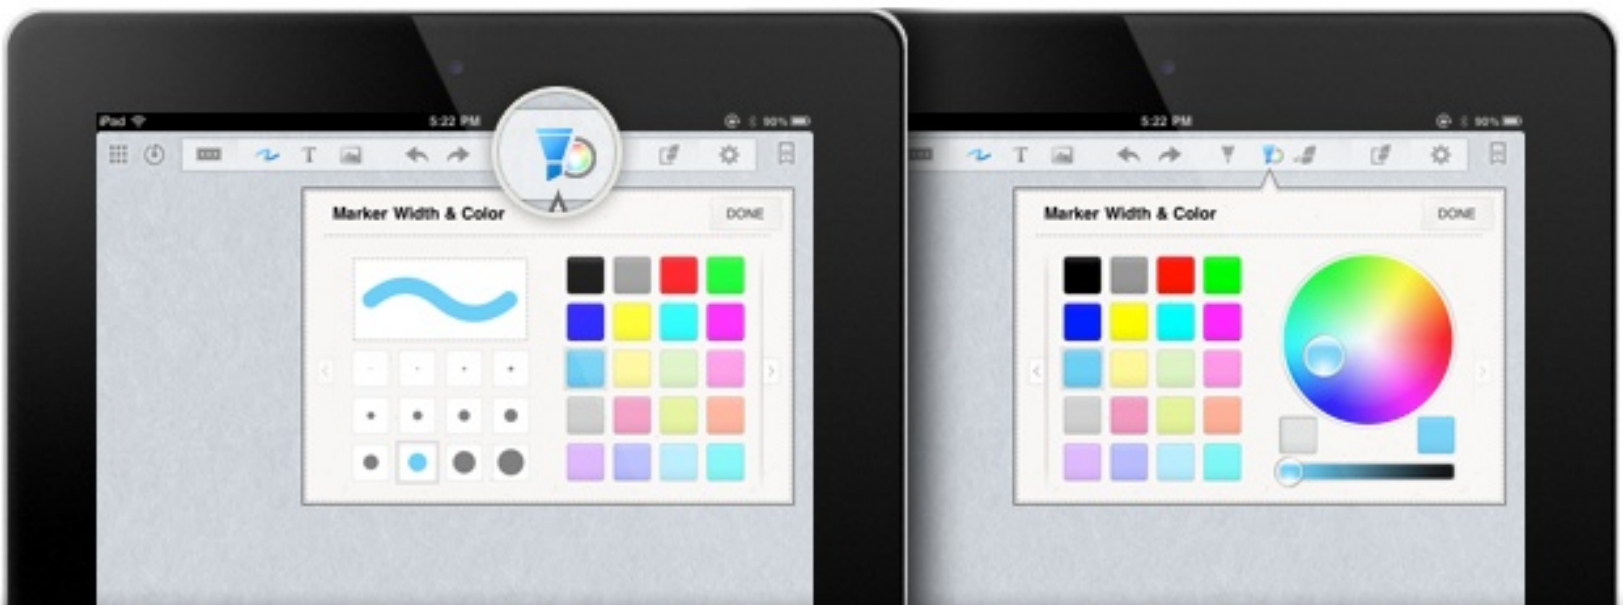 iPad 5:22 PM 90%
T
Marker Width & Color DONE
5:22 PM 90%
T
Marker Width & Color DONE